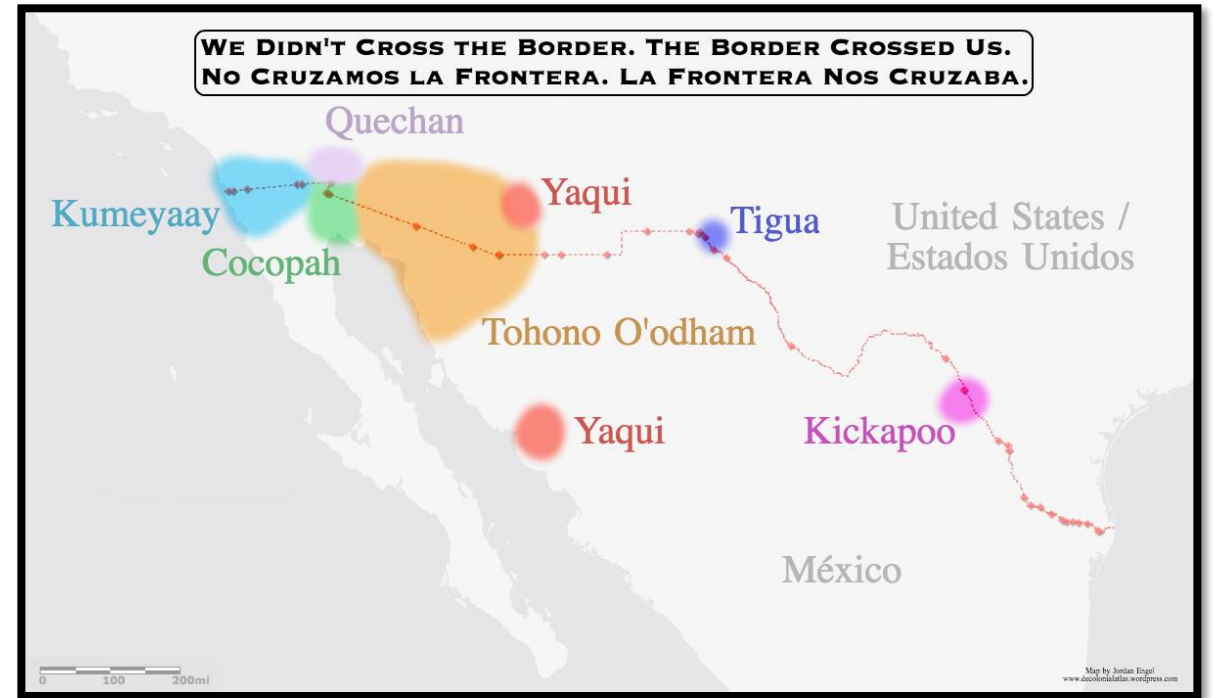 WE DIDN'T CROSS THE BORDER. THE BORDER CROSSED US.
NO CRUZAMOS LA FRONTERA. LA FRONTERA NOS CRUZABA.
Quechan
Yaqui
Kumeyaay
Tigua
United States /
Estados Unidos
Cocopah
Tohono O'odham
Yaqui
Kickapoo
México
0 100 200mi
Map by Jordan Engel
www.decolonialatlas.wordpress.com